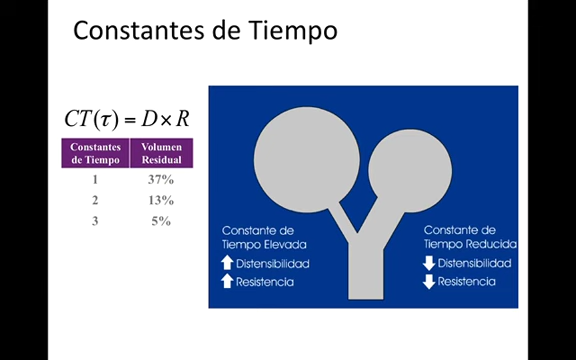 Constantes de Tiempo
CT(τ) = D × R
Constantes de Tiempo Volumen Residual
1 37%
2 13%
3 5%
Constante de
Tiempo Elevada
⬆ Distensibilidad
⬆ Resistencia
Constante de
Tiempo Reducida
⬇ Distensibilidad
⬇ Resistencia